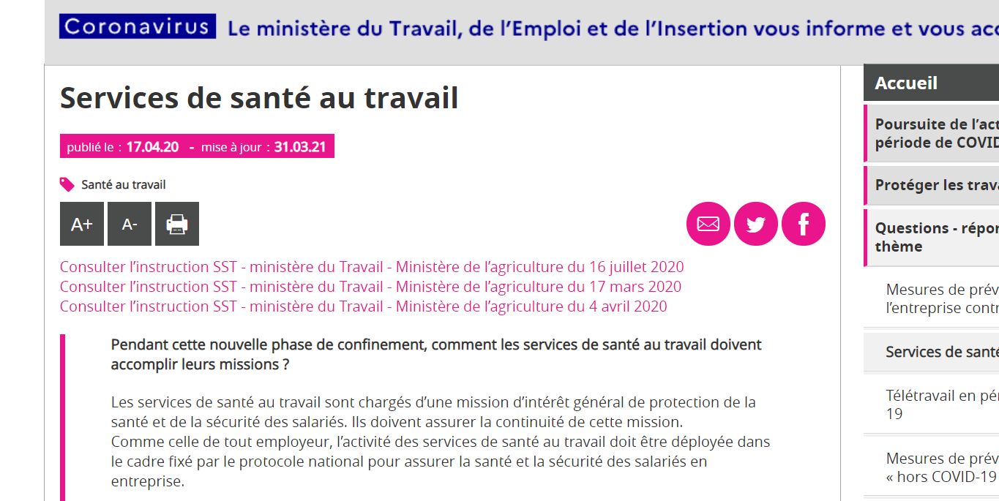 Coronavirus Le ministère du Travail, de l'Emploi et de l'Insertion vous informe et vous
Services de santé au travail
publié le : 17.04.20 - mise à jour : 31.03.21
Santé au travail
A+ A-
Consulter l'instruction SST - ministère du Travail - Ministère de l'agriculture du 16 juillet 2020
Consulter l'instruction SST - ministère du Travail - Ministère de l'agriculture du 17 mars 2020
Consulter l'instruction SST - ministère du Travail - Ministère de l'agriculture du 4 avril 2020
Pendant cette nouvelle phase de confinement, comment les services de santé au travail doivent
accomplir leurs missions ?
Les services de santé au travail sont chargés d'une mission d'intérêt général de protection de la
santé et de la sécurité des salariés. Ils doivent assurer la continuité de cette mission.
Comme celle de tout employeur, l'activité des services de santé au travail doit être déployée dans
le cadre fixé par le protocole national pour assurer la santé et la sécurité des salariés en
entreprise.
Accueil
Poursuite de l'act
période de COVID
Protéger les trava
Questions - répon
thème
Mesures de prév
l'entreprise contr
Services de santé
Télétravail en pér
19
Mesures de prév
« hors COVID-19